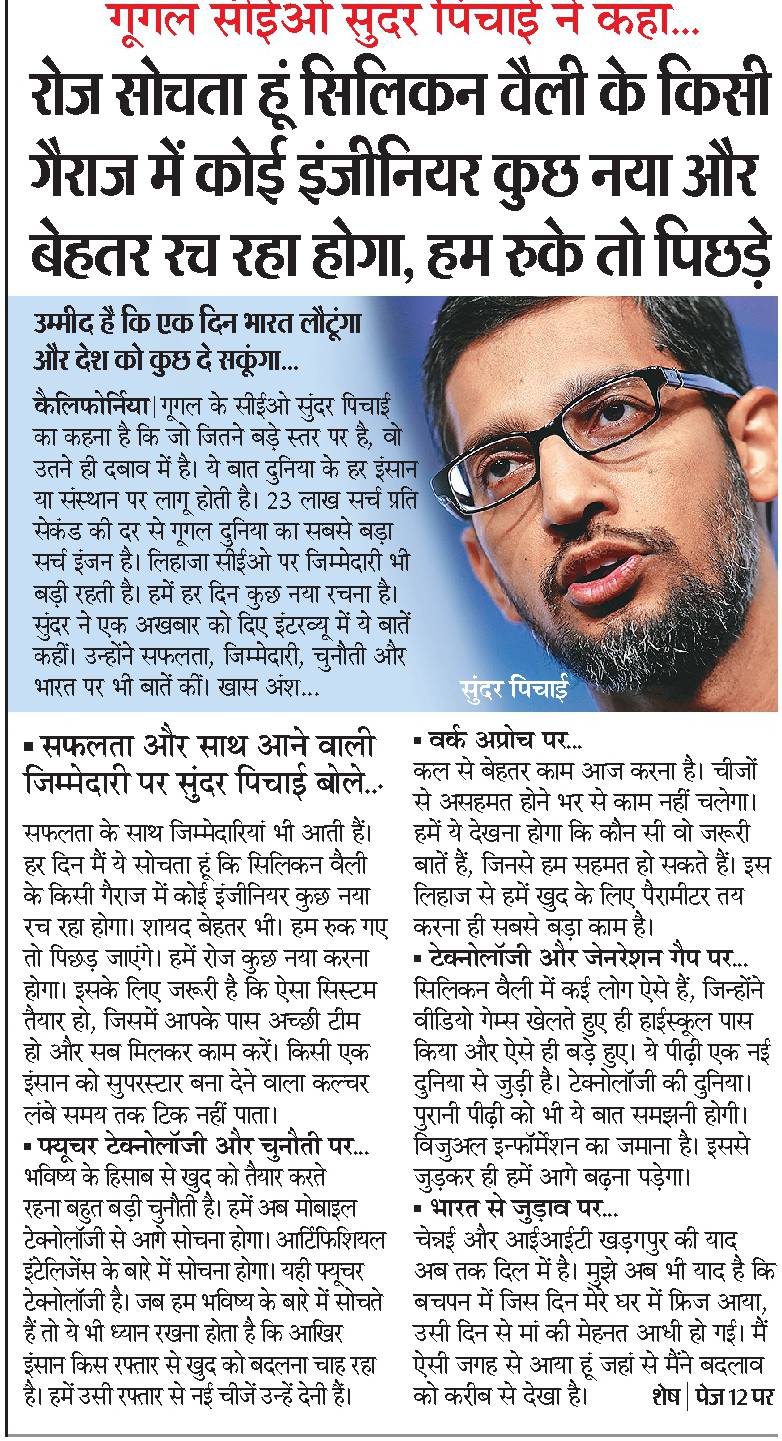 गूगल सीईओ सुंदर पिचाई ने कहा...
रोज सोचता हूं सिलिकन वैली के किसी
गैराज में कोई इंजीनियर कुछ नया और
बेहतर रच रहा होगा, हम रुके तो पिछड़े
उम्मीद है कि एक दिन भारत लौटूंगा
और देश को कुछ दे सकूंगा...
कैलिफोर्निया|गूगल के सीईओ सुंदर पिचाई
का कहना है कि जो जितने बड़े स्तर पर है, वो
उतने ही दबाव में है। ये बात दुनिया के हर इंसान
या संस्थान पर लागू होती है। 23 लाख सर्च प्रति
सेकंड की दर से गूगल दुनिया का सबसे बड़ा
सर्च इंजन है। लिहाजा सीईओ पर जिम्मेदारी भी
बड़ी रहती है। हमें हर दिन कुछ नया रचना है।
सुंदर ने एक अखबार को दिए इंटरव्यू में ये बातें
कहीं। उन्होंने सफलता, जिम्मेदारी, चुनौती और
भारत पर भी बातें कीं। खास अंश...
सुंदर पिचाई
▪ सफलता और साथ आने वाली
जिम्मेदारी पर सुंदर पिचाई बोले...
सफलता के साथ जिम्मेदारियां भी आती हैं।
हर दिन मैं ये सोचता हूं कि सिलिकन वैली
के किसी गैराज में कोई इंजीनियर कुछ नया
रच रहा होगा। शायद बेहतर भी। हम रुक गए
तो पिछड़ जाएंगे। हमें रोज कुछ नया करना
होगा। इसके लिए जरूरी है कि ऐसा सिस्टम
तैयार हो, जिसमें आपके पास अच्छी टीम
हो और सब मिलकर काम करें। किसी एक
इंसान को सुपरस्टार बना देने वाला कल्चर
लंबे समय तक टिक नहीं पाता।
▪ फ्यूचर टेक्नोलॉजी और चुनौती पर...
भविष्य के हिसाब से खुद को तैयार करते
रहना बहुत बड़ी चुनौती है। हमें अब मोबाइल
टेक्नोलॉजी से आगे सोचना होगा। आर्टिफिशियल
इंटेलिजेंस के बारे में सोचना होगा। यही फ्यूचर
टेक्नोलॉजी है। जब हम भविष्य के बारे में सोचते
हैं तो ये भी ध्यान रखना होता है कि आखिर
इंसान किस रफ्तार से खुद को बदलना चाह रहा
है। हमें उसी रफ्तार से नई चीजें उन्हें देनी हैं।
▪ वर्क अप्रोच पर...
कल से बेहतर काम आज करना है। चीजों
से असहमत होने भर से काम नहीं चलेगा।
हमें ये देखना होगा कि कौन सी वो जरूरी
बातें हैं, जिनसे हम सहमत हो सकते हैं। इस
लिहाज से हमें खुद के लिए पैरामीटर तय
करना ही सबसे बड़ा काम है।
▪ टेक्नोलॉजी और जेनरेशन गैप पर...
सिलिकन वैली में कई लोग ऐसे हैं, जिन्होंने
वीडियो गेम्स खेलते हुए ही हाईस्कूल पास
किया और ऐसे ही बड़े हुए। ये पीढ़ी एक नई
दुनिया से जुड़ी है। टेक्नोलॉजी की दुनिया।
पुरानी पीढ़ी को भी ये बात समझनी होगी।
विजुअल इन्फॉर्मेशन का जमाना है। इससे
जुड़कर ही हमें आगे बढ़ना पड़ेगा।
▪ भारत से जुड़ाव पर...
चेन्नई और आईआईटी खड़गपुर की याद
अब तक दिल में है। मुझे अब भी याद है कि
बचपन में जिस दिन मेरे घर में फ्रिज आया,
उसी दिन से मां की मेहनत आधी हो गई। मैं
ऐसी जगह से आया हूं जहां से मैंने बदलाव
को करीब से देखा है। शेष | पेज 12 पर